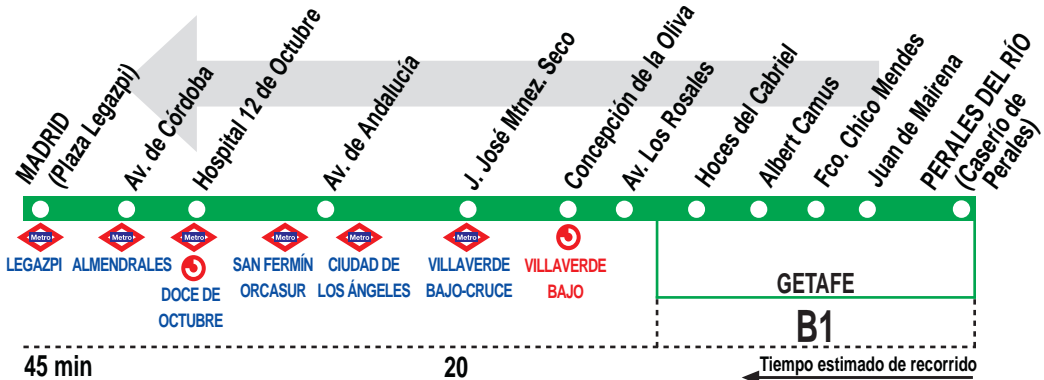 MADRID
(Plaza Legazpi)
Av. de Córdoba
Hospital 12 de Octubre
Av. de Andalucía
J. José Mtnez. Seco
Concepción de la Oliva
Av. Los Rosales
Hoces del Cabriel
Albert Camus
Fco. Chico Mendes
Juan de Mairena
PERALES DEL RÍO
(Caserío de
Perales)
Metro
Metro
Metro
Metro
Metro
Metro
LEGAZPI
ALMENDRALES
DOCE DE
OCTUBRE
SAN FERMÍN
ORCASUR
CIUDAD DE
LOS ÁNGELES
VILLAVERDE
BAJO-CRUCE
VILLAVERDE
BAJO
GETAFE
B1
45 min
20
Tiempo estimado de recorrido